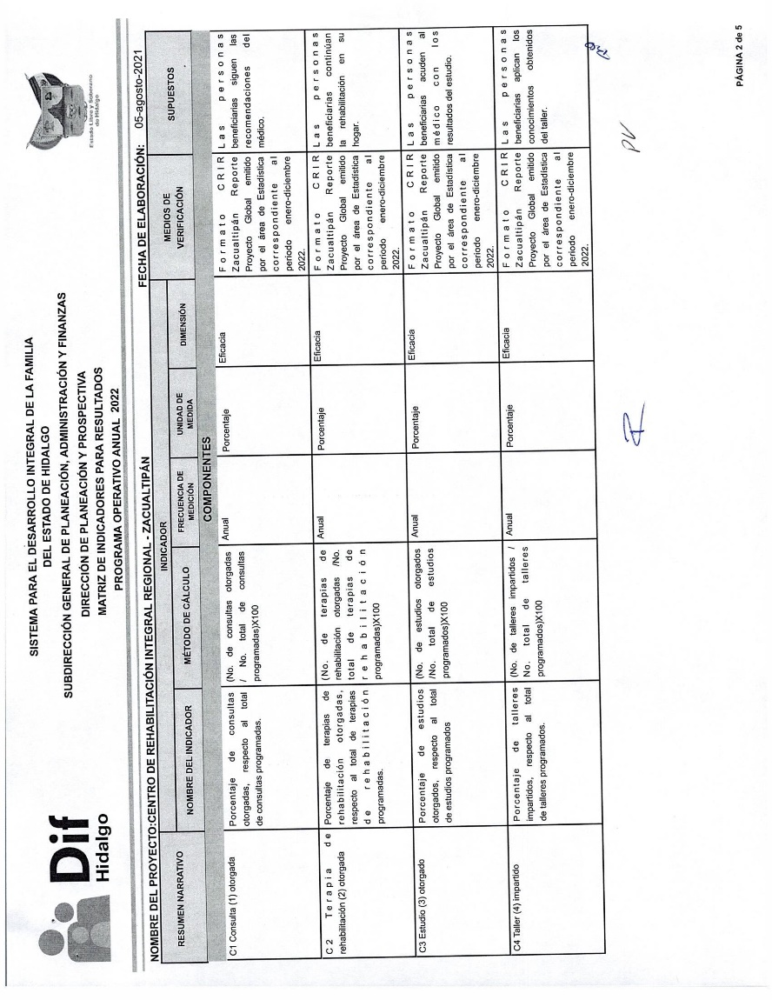 SISTEMA PARA EL DESARROLLO INTEGRAL DE LA FAMILIA
DEL ESTADO DE HIDALGO
SUBDIRECCIÓN GENERAL DE PLANEACIÓN, ADMINISTRACIÓN Y FINANZAS
DIRECCIÓN DE PLANEACIÓN Y PROSPECTIVA
MATRIZ DE INDICADORES PARA RESULTADOS
PROGRAMA OPERATIVO ANUAL 2022
Dif
Hidalgo
Estado Libre y Soberano
de Hidalgo
NOMBRE DEL PROYECTO:CENTRO DE REHABILITACIÓN INTEGRAL REGIONAL - ZACUALTIPÁN
FECHA DE ELABORACIÓN: 05-agosto-2021
RESUMEN NARRATIVO
INDICADOR
NOMBRE DEL INDICADOR
MÉTODO DE CÁLCULO
FRECUENCIA DE
MEDICIÓN
UNIDAD DE
MEDIDA
DIMENSIÓN
MEDIOS DE
VERIFICACIÓN
SUPUESTOS
COMPONENTES
C1 Consulta (1) otorgada
Porcentaje de consultas
otorgadas, respecto al total
de consultas programadas.
(No. de consultas otorgadas
/ No. total de consultas
programadas)X100
Anual
Porcentaje
Eficacia
Formato CRIR
Zacualtipán Reporte
Proyecto Global emitido
por el área de Estadística
correspondiente al
periodo enero-diciembre
2022.
Las personas
beneficiarias siguen las
recomendaciones del
médico.
C2 Terapia de
rehabilitación (2) otorgada
Porcentaje de terapias de
rehabilitación otorgadas,
respecto al total de terapias
de rehabilitación
programadas.
(No. de terapias de
rehabilitación otorgadas /No.
total de terapias de
rehabilitación
programadas)X100
Anual
Porcentaje
Eficacia
Formato CRIR
Zacualtipán Reporte
Proyecto Global emitido
por el área de Estadística
correspondiente al
periodo enero-diciembre
2022.
Las personas
beneficiarias continúan
la rehabilitación en su
hogar.
C3 Estudio (3) otorgado
Porcentaje de estudios
otorgados, respecto al total
de estudios programados
(No. de estudios otorgados
/No. total de estudios
programados)X100
Anual
Porcentaje
Eficacia
Formato CRIR
Zacualtipán Reporte
Proyecto Global emitido
por el área de Estadística
correspondiente al
periodo enero-diciembre
2022.
Las personas
beneficiarias acuden al
médico con los
resultados del estudio.
C4 Taller (4) impartido
Porcentaje de talleres
impartidos, respecto al total
de talleres programados.
(No. de talleres impartidos /
No. total de talleres
programados)X100
Anual
Porcentaje
Eficacia
Formato CRIR
Zacualtipán Reporte
Proyecto Global emitido
por el área de Estadística
correspondiente al
periodo enero-diciembre
2022.
Las personas
beneficiarias aplican los
conocimientos obtenidos
del taller.
PÁGINA 2 de 5